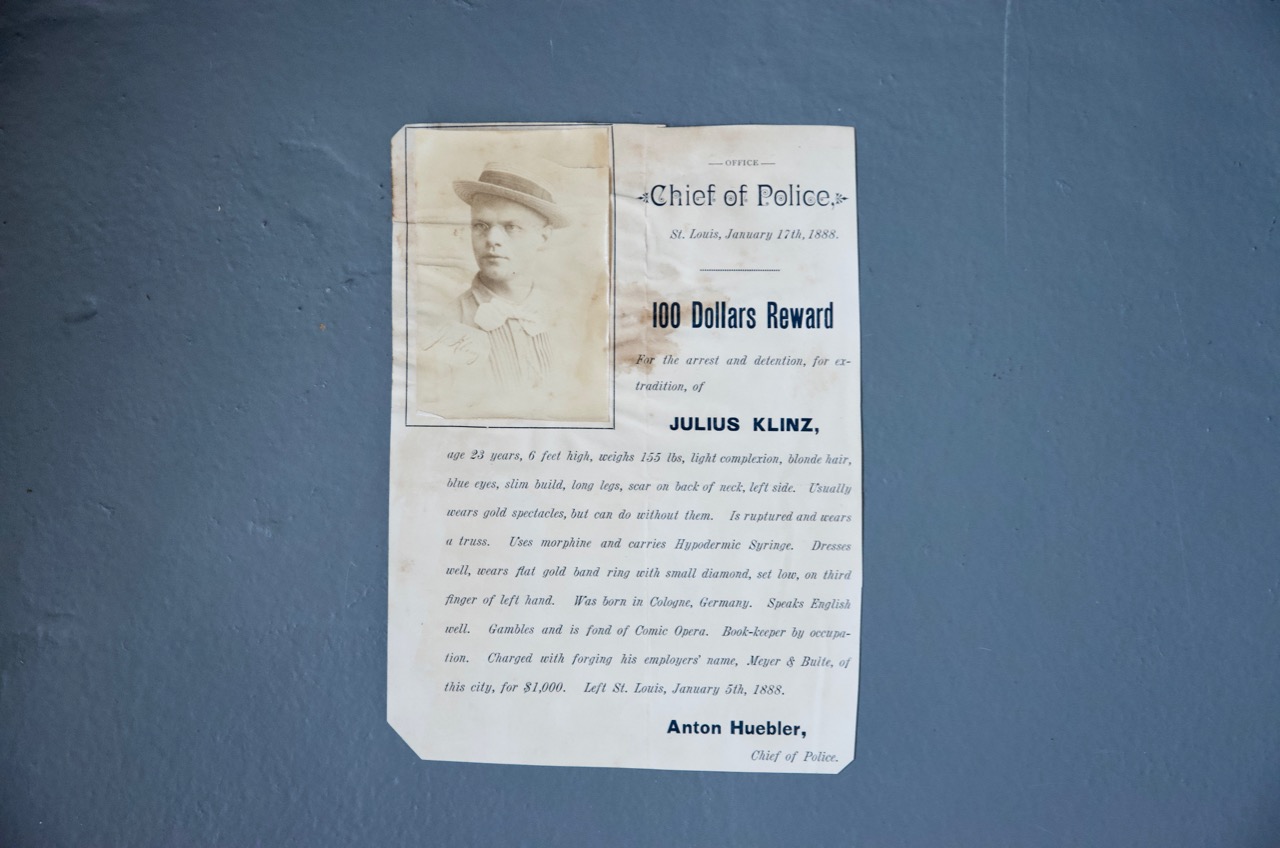 OFFICE
Chief of Police,
St. Louis, January 17th, 1888.
100 Dollars Reward
For the arrest and detention, for ex-
tradition, of
JULIUS KLINZ,
age 23 years, 6 feet high, weighs 155 lbs, light complexion, blonde hair,
blue eyes, slim build, long legs, scar on back of neck, left side. Usually
wears gold spectacles, but can do without them. Is ruptured and wears
a truss. Uses morphine and carries Hypodermic Syringe. Dresses
well, wears flat gold band ring with small diamond, set low, on third
finger of left hand. Was born in Cologne, Germany. Speaks English
well. Gambles and is fond of Comic Opera. Book-keeper by occupa-
tion. Charged with forging his employers' name, Meyer & Bulte, of
this city, for $1,000. Left St. Louis, January 5th, 1888.
Anton Huebler,
Chief of Police.